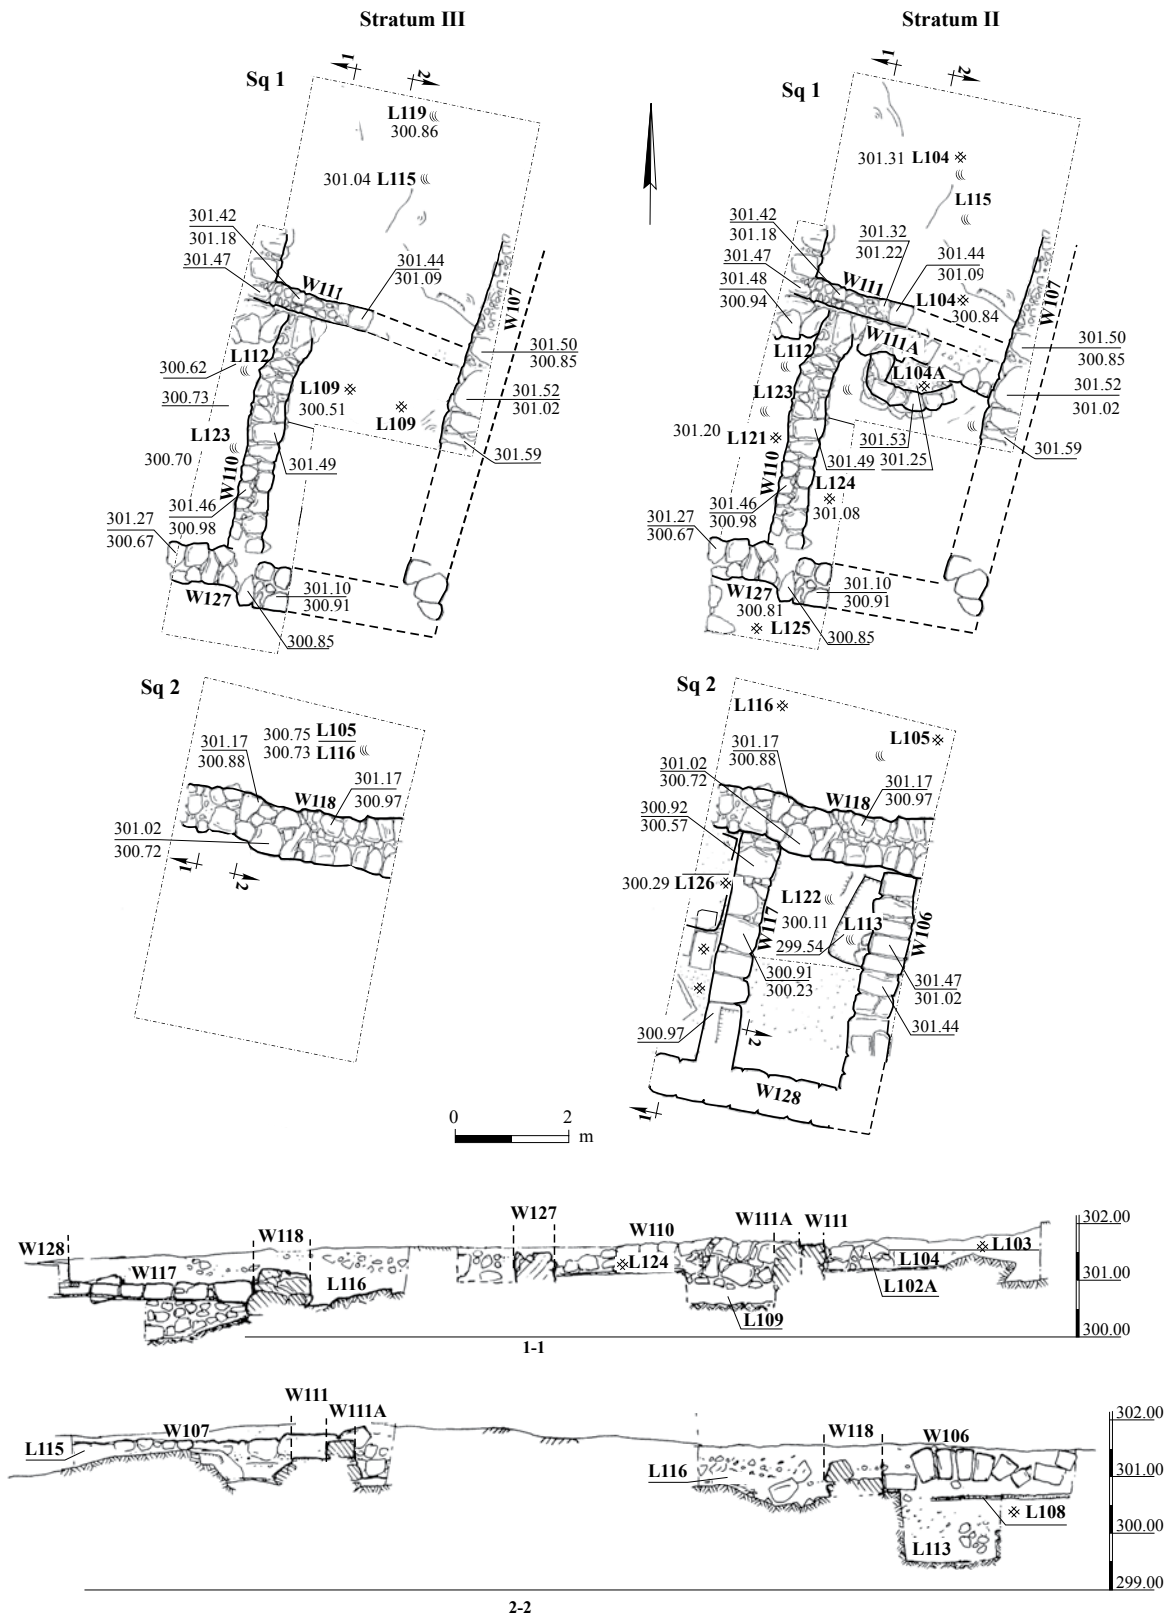 Stratum III
Stratum II
1
2
Sq 1
L119
300.86
301.04 L115
301.42
301.18
301.47
W111
301.44
301.09
W107
301.50
300.85
L112
300.62
300.73
L109
300.51
L109
301.52
301.02
L123
300.70
W110
301.49
301.59
301.46
300.98
301.27
300.67
W127
301.10
300.91
300.85
1
2
Sq 1
301.31 L104
L115
301.42
301.18
301.47
301.48
300.94
301.32
301.22
301.44
301.09
W111
L104
300.84
W107
W111A
301.50
300.85
L112
L104A
L123
301.52
301.02
301.20 L121
301.53
301.25
301.49
301.59
W110
L124
301.08
301.46
300.98
301.27
300.67
W127
300.81
L125
301.10
300.91
300.85
Sq 2
300.75 L105
300.73 L116
301.17
300.88
301.17
300.97
W118
301.02
300.72
1
2
Sq 2
L116
L105
301.17
300.88
301.02
300.72
301.17
300.97
W118
300.92
300.57
300.29 L126
L122
300.11
L113
299.54
W117
W106
300.91
300.23
301.47
301.02
301.44
300.97
2
W128
1
0 2
m
W128
W117
W118
L116
W127
W110
L124
W111A
W111
L109
L104
L103
L102A
302.00
301.00
300.00
1-1
W111
W111A
W107
L115
L116
W118
W106
L108
L113
302.00
301.00
300.00
299.00
2-2